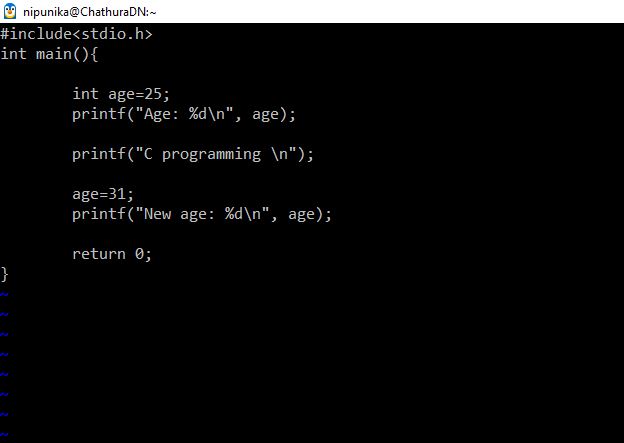 nipunika@ChathuraDN:~
#include<stdio.h>
int main(){
        int age=25;
        printf("Age: %d\n", age);
        printf("C programming \n");
        age=31;
        printf("New age: %d\n", age);
        return 0;
}
~
~
~
~
~
~
~
~